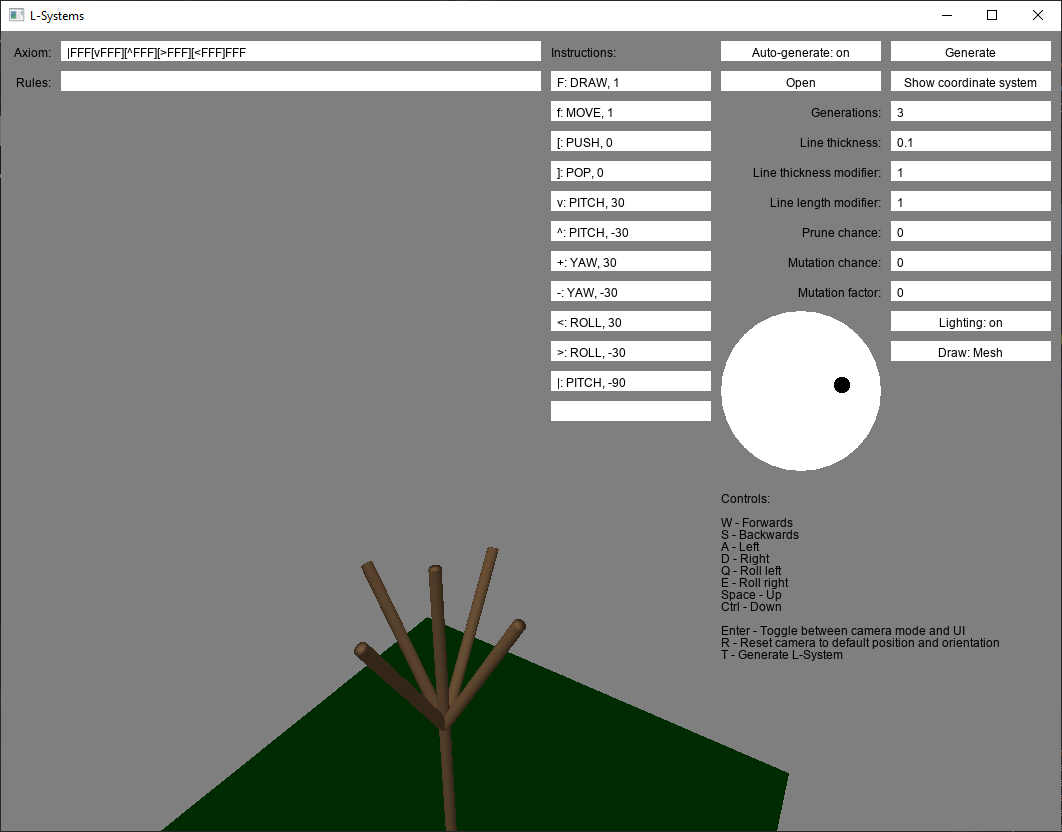 L-Systems
Axiom: |FFF[vFFF][^FFF][>FFF][<FFF]FFF
Rules:
Instructions:
F: DRAW, 1
f: MOVE, 1
[: PUSH, 0
]: POP, 0
v: PITCH, 30
^: PITCH, -30
+: YAW, 30
-: YAW, -30
<: ROLL, 30
>: ROLL, -30
|: PITCH, -90
Auto-generate: on
Generate
Open
Show coordinate system
Generations: 3
Line thickness: 0.1
Line thickness modifier: 1
Line length modifier: 1
Prune chance: 0
Mutation chance: 0
Mutation factor: 0
Lighting: on
Draw: Mesh
Controls:
W - Forwards
S - Backwards
A - Left
D - Right
Q - Roll left
E - Roll right
Space - Up
Ctrl - Down
Enter - Toggle between camera mode and UI
R - Reset camera to default position and orientation
T - Generate L-System